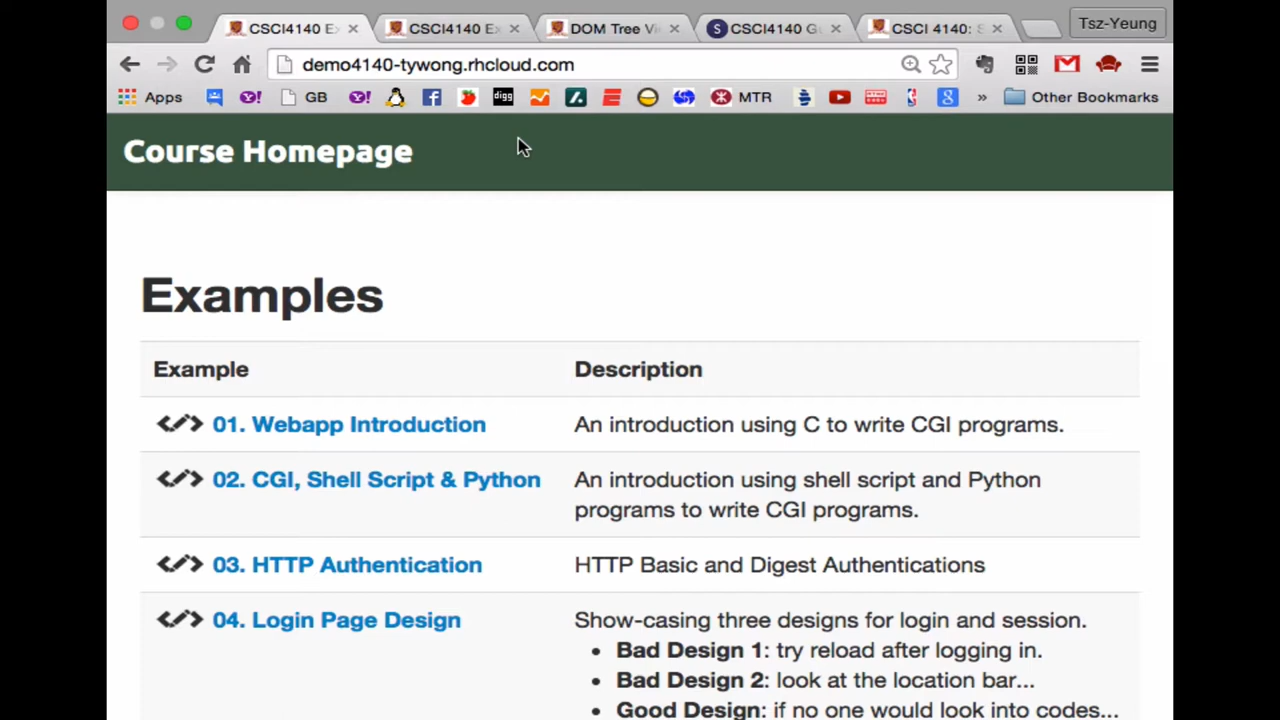 CSCI4140 Ex
CSCI4140 Ex
DOM Tree Vi
CSCI4140 Gu
CSCI 4140: S
Tsz-Yeung
demo4140-tywong.rhcloud.com
Apps
GB
digg
MTR
»
Other Bookmarks
Course Homepage
Examples
Example
Description
01. Webapp Introduction
An introduction using C to write CGI programs.
02. CGI, Shell Script & Python
An introduction using shell script and Python
programs to write CGI programs.
03. HTTP Authentication
HTTP Basic and Digest Authentications
04. Login Page Design
Show-casing three designs for login and session.
• Bad Design 1: try reload after logging in.
• Bad Design 2: look at the location bar...
• Good Design: if no one would look into codes...